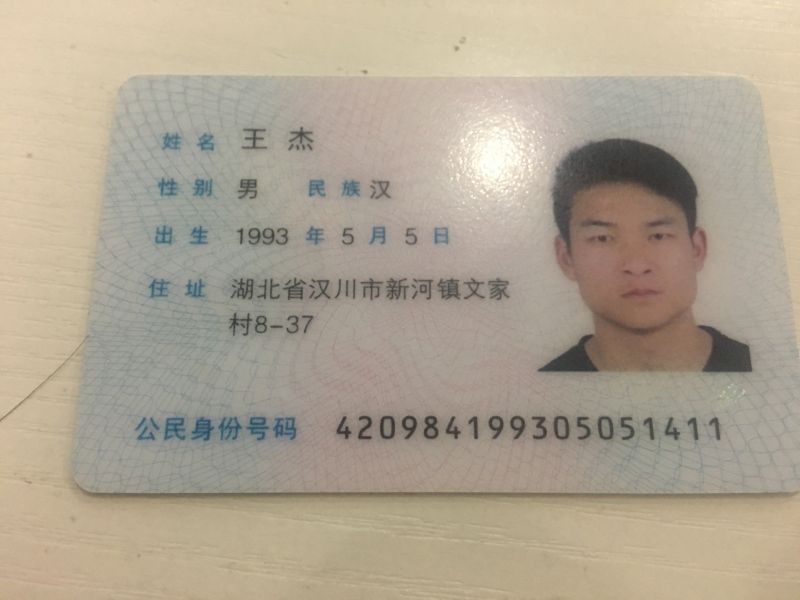 姓名 王杰
性别 男 民族 汉
出生 1993 年 5 月 5 日
住址 湖北省汉川市新河镇文家
村8-37
公民身份号码 420984199305051411